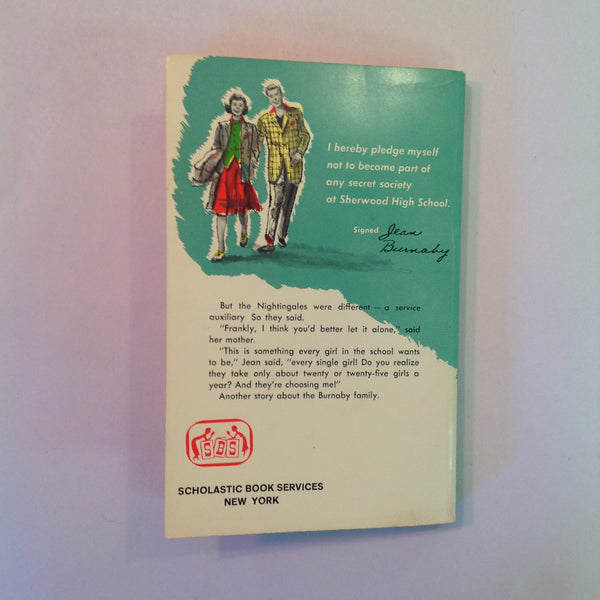 I hereby pledge myself
not to become part of
any secret society
at Sherwood High School.
Signed Jean
Burnaby
But the Nightingales were different — a service
auxiliary So they said.
"Frankly, I think you'd better let it alone," said
her mother.
"This is something every girl in the school wants
to be," Jean said, "every single girl! Do you realize
they take only about twenty or twenty-five girls a
year? And they're choosing me!"
Another story about the Burnaby family.
SBS
SCHOLASTIC BOOK SERVICES
NEW YORK